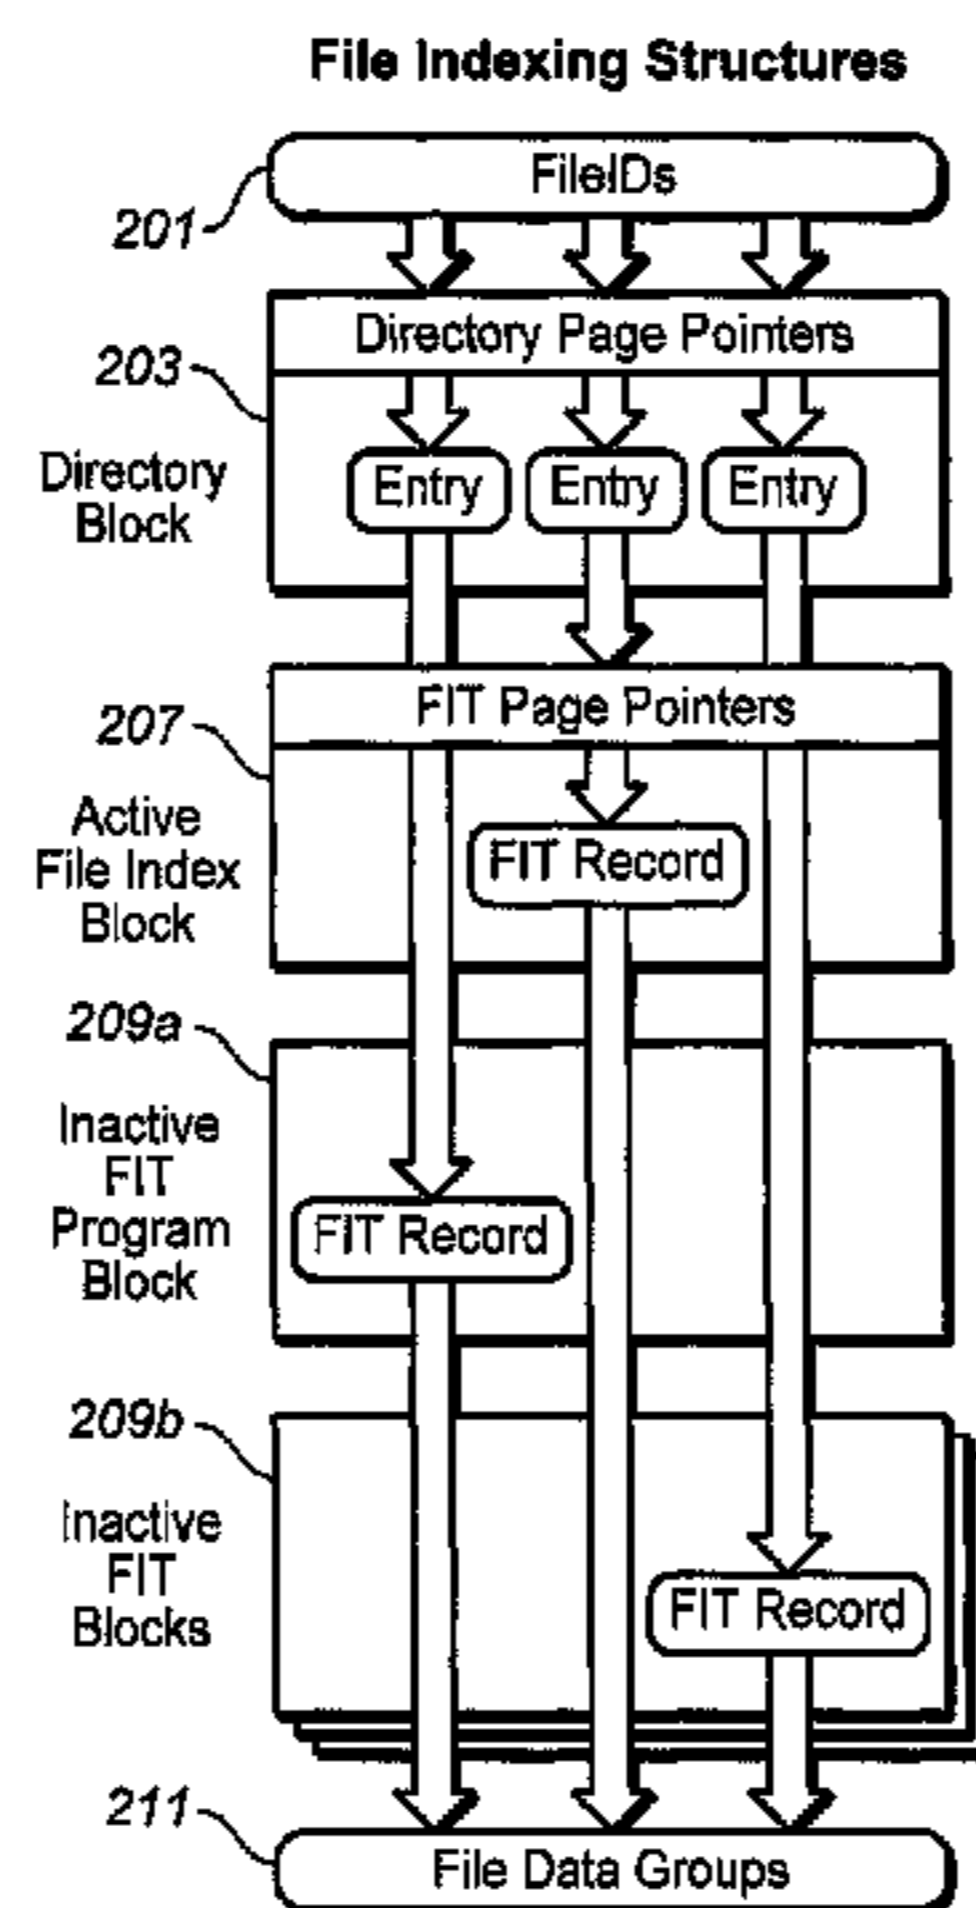 File Indexing Structures
FileIDs
201
Directory Page Pointers
203
Directory
Block
Entry Entry Entry
FIT Page Pointers
207
Active
File Index
Block
FIT Record
209a
Inactive
FIT
Program
Block
FIT Record
209b
Inactive
FIT
Blocks
FIT Record
211
File Data Groups